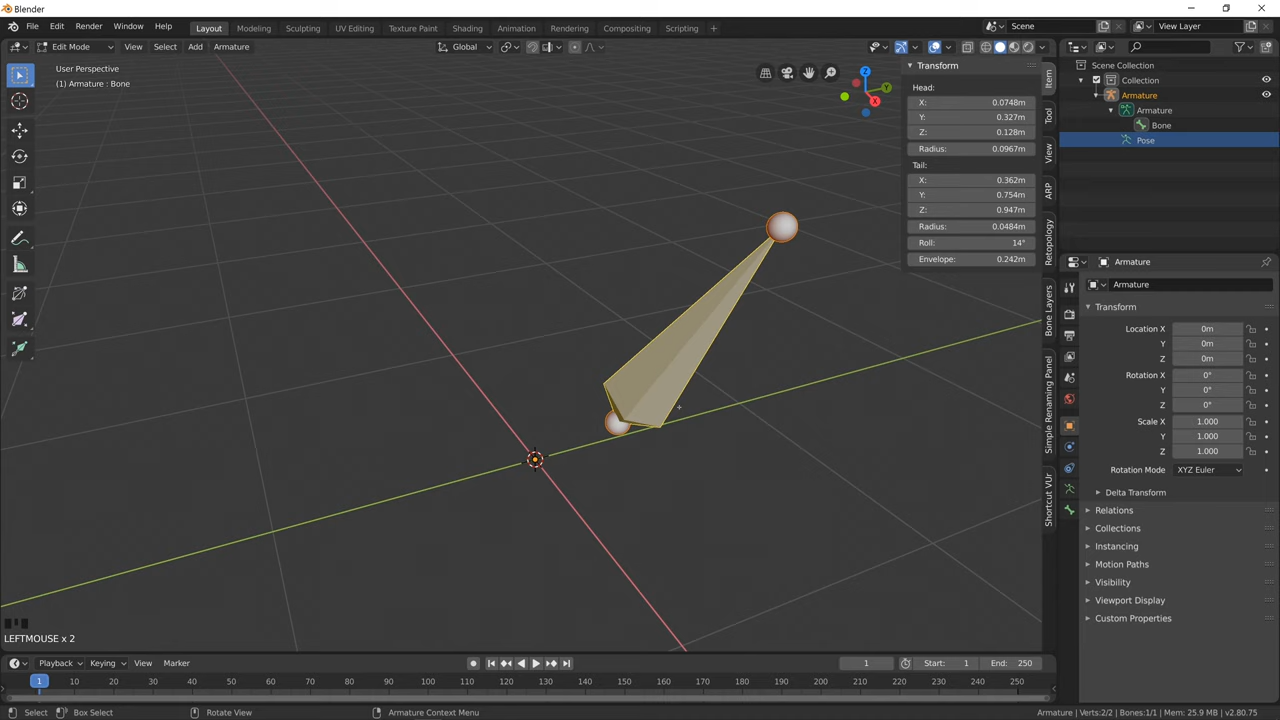 Blender
File Edit Render Window Help Layout Modeling Sculpting UV Editing Texture Paint Shading Animation Rendering Compositing Scripting Scene View Layer
Edit Mode View Select Add Armature Global
User Perspective
(1) Armature : Bone
Z
Y
X
Transform
Head:
X: 0.0748m
Y: 0.327m
Z: 0.128m
Radius: 0.0967m
Tail:
X: 0.362m
Y: 0.754m
Z: 0.947m
Radius: 0.0484m
Roll: 14°
Envelope: 0.242m
Item
Tool
View
ARP
Retopology
Bone Layers
Simple Renaming Panel
Shortcut VUr
Scene Collection
Collection
Armature
Armature
Bone
Pose
Armature
Armature
Transform
Location X 0m
Y 0m
Z 0m
Rotation X 0°
Y 0°
Z 0°
Scale X 1.000
Y 1.000
Z 1.000
Rotation Mode XYZ Euler
Delta Transform
Relations
Collections
Instancing
Motion Paths
Visibility
Viewport Display
Custom Properties
LEFTMOUSE x 2
Playback Keying View Marker 1 Start: 1 End: 250
1 10 20 30 40 50 60 70 80 90 100 110 120 130 140 150 160 170 180 190 200 210 220 230 240 250
Select Box Select Rotate View Armature Context Menu Armature | Verts:2/2 | Bones:1/1 | Mem: 25.9 MB | v2.80.75